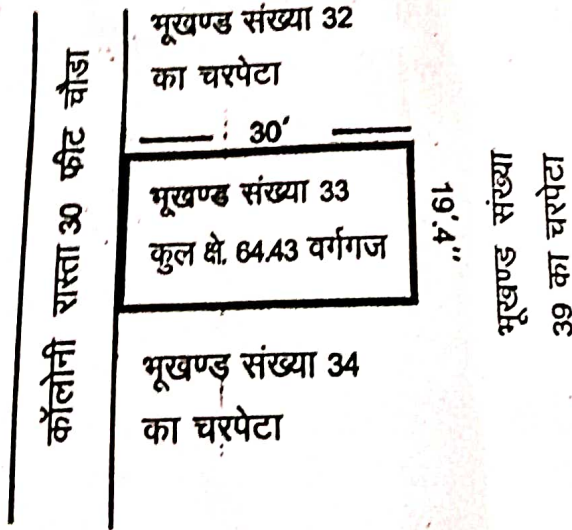 भूखण्ड संख्या 32
का चरपेटा
30'
भूखण्ड संख्या 33
कुल क्षे. 64.43 वर्गगज
19'.4"
भूखण्ड संख्या 34
का चरपेटा
कॉलोनी रास्ता 30 फीट चौडा
भूखण्ड संख्या
39 का चरपेटा